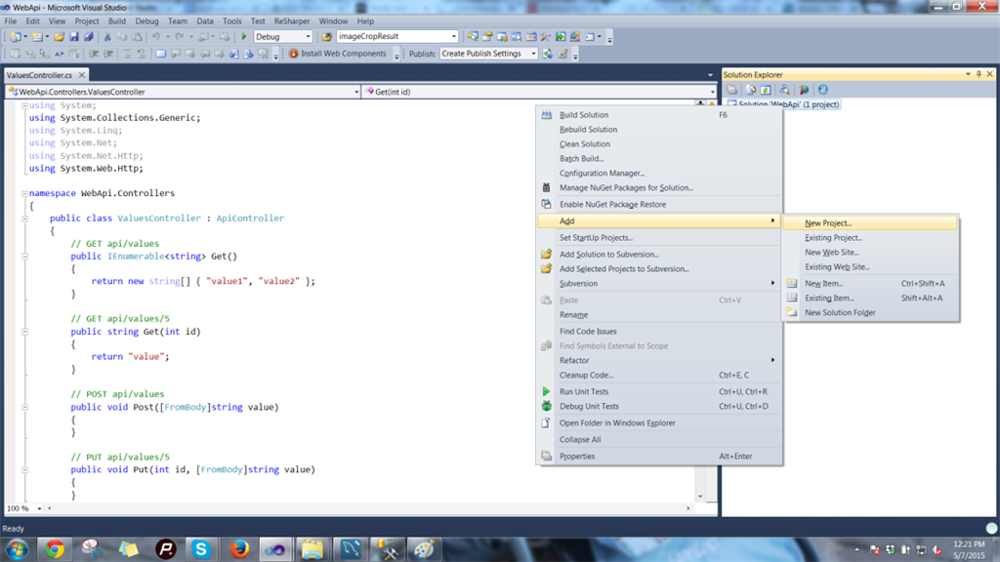 WebApi - Microsoft Visual Studio
File Edit View Project Build Debug Team Data Tools Test ReSharper Window Help
Debug imageCropResult
Install Web Components Publish: Create Publish Settings
ValuesController.cs
Solution Explorer
WebApi.Controllers.ValuesController Get(int id)
Solution 'WebApi' (1 project)
using System;
using System.Collections.Generic;
using System.Linq;
using System.Net;
using System.Net.Http;
using System.Web.Http;
namespace WebApi.Controllers
{
public class ValuesController : ApiController
{
// GET api/values
public IEnumerable<string> Get()
{
return new string[] { "value1", "value2" };
}
// GET api/values/5
public string Get(int id)
{
return "value";
}
// POST api/values
public void Post([FromBody]string value)
{
}
// PUT api/values/5
public void Put(int id, [FromBody]string value)
{
}
Build Solution F6
Rebuild Solution
Clean Solution
Batch Build...
Configuration Manager...
Manage NuGet Packages for Solution...
Enable NuGet Package Restore
Add
Set StartUp Projects...
Add Solution to Subversion...
Add Selected Projects to Subversion...
Subversion
Paste Ctrl+V
Rename
Find Code Issues
Find Symbols External to Scope
Refactor
Cleanup Code... Ctrl+E, C
Run Unit Tests Ctrl+U, Ctrl+R
Debug Unit Tests Ctrl+U, Ctrl+D
Open Folder in Windows Explorer
Collapse All
Properties Alt+Enter
New Project...
Existing Project...
New Web Site...
Existing Web Site...
New Item... Ctrl+Shift+A
Existing Item... Shift+Alt+A
New Solution Folder
100 %
Ready
12:21 PM
5/7/2015